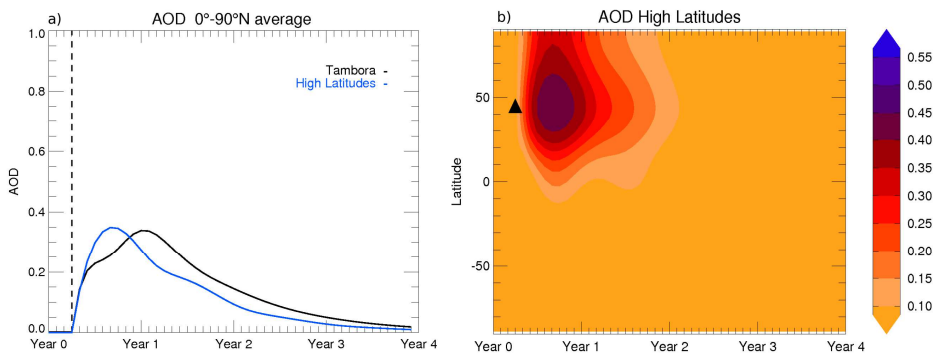 a) AOD 0°-90°N average
1.0
0.8
0.6
0.4
0.2
0.0
AOD
Tambora -
High Latitudes -
Year 0 Year 1 Year 2 Year 3 Year 4
b) AOD High Latitudes
50
0
-50
Latitude
Year 0 Year 1 Year 2 Year 3 Year 4
0.55
0.50
0.45
0.40
0.35
0.30
0.25
0.20
0.15
0.10